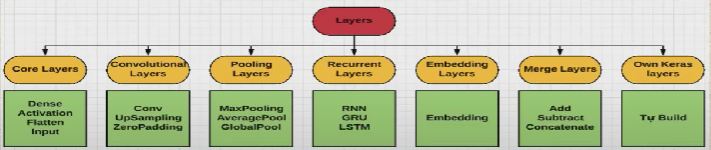 Layers
Core Layers
Convolutional
Layers
Pooling
Layers
Recurrent
Layers
Embedding
Layers
Merge Layers
Own Keras
layers
Dense
Activation
Flatten
Input
Conv
UpSampling
ZeroPadding
MaxPooling
AveragePool
GlobalPool
RNN
GRU
LSTM
Embedding
Add
Subtract
Concatenate
Tự Build